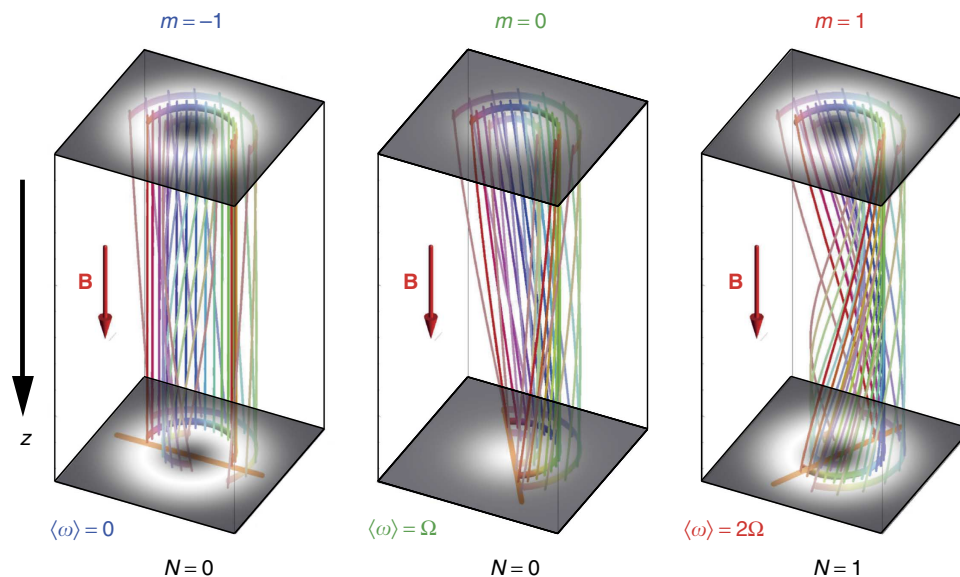 m = −1 m = 0 m = 1
B B B
z
⟨ω⟩ = 0 ⟨ω⟩ = Ω ⟨ω⟩ = 2Ω
N = 0 N = 0 N = 1